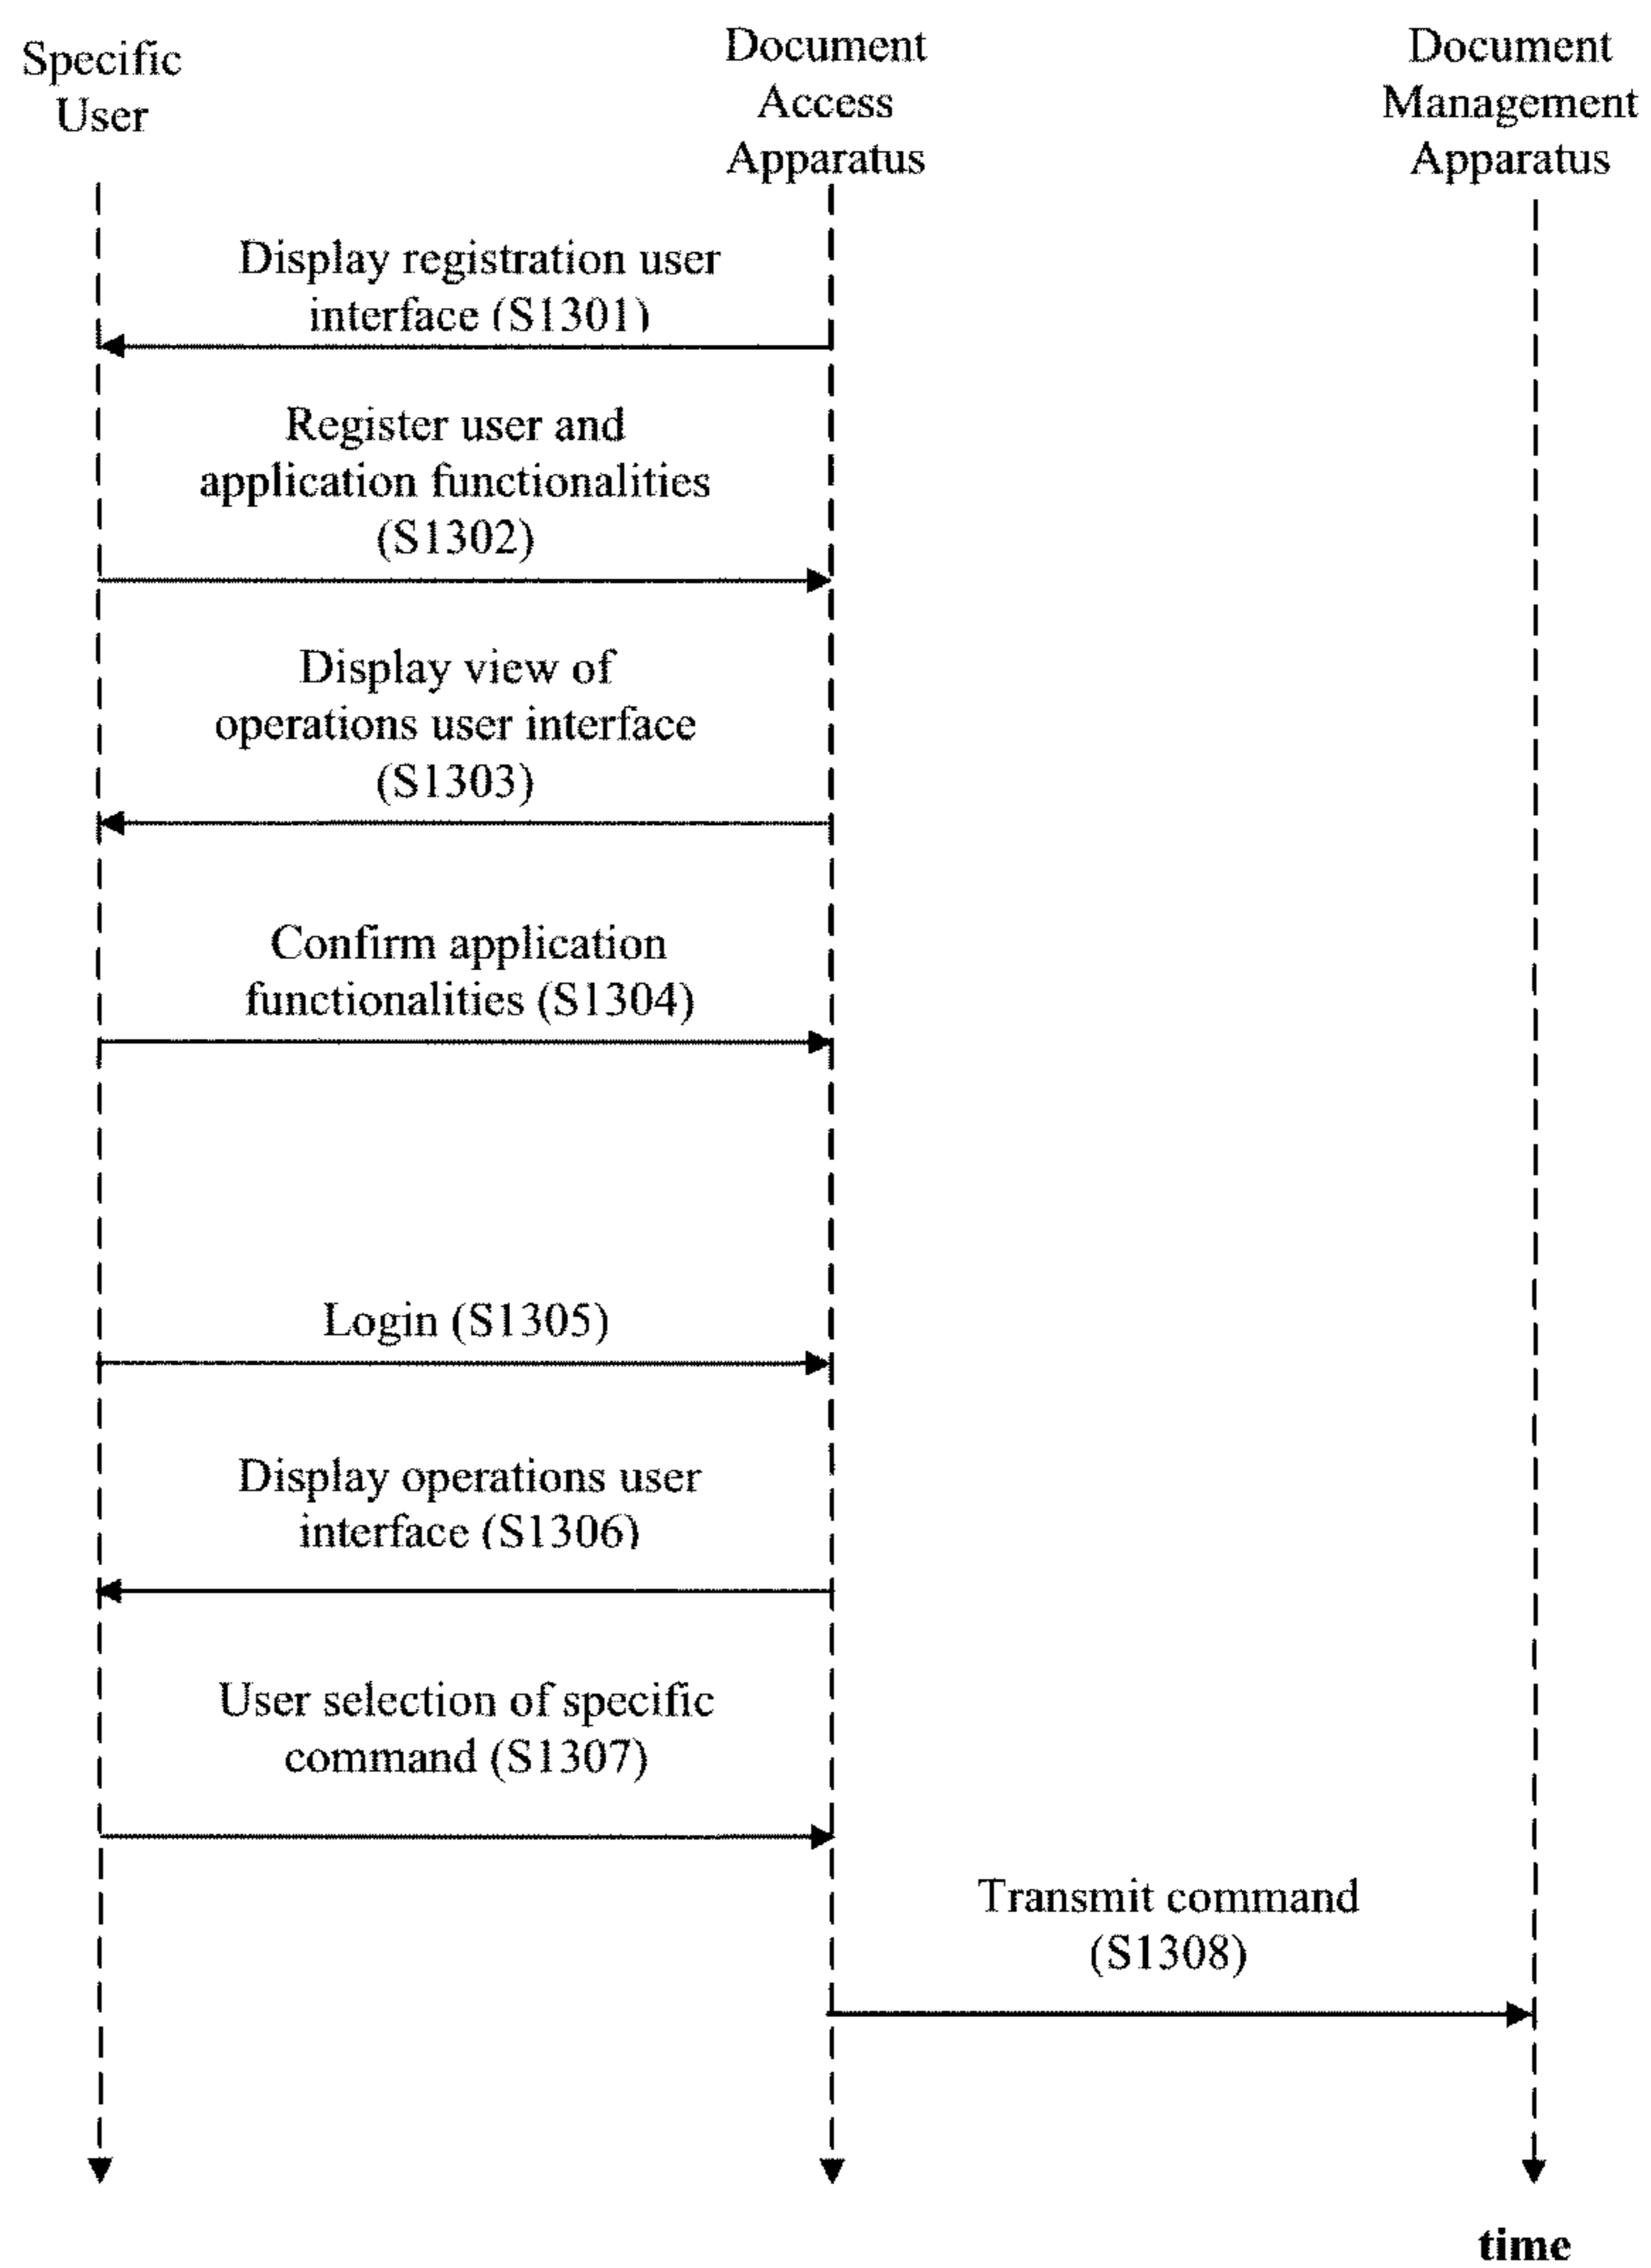 Specific
User
Document
Access
Apparatus
Document
Management
Apparatus
Display registration user
interface (S1301)
Register user and
application functionalities
(S1302)
Display view of
operations user interface
(S1303)
Confirm application
functionalities (S1304)
Login (S1305)
Display operations user
interface (S1306)
User selection of specific
command (S1307)
Transmit command
(S1308)
time